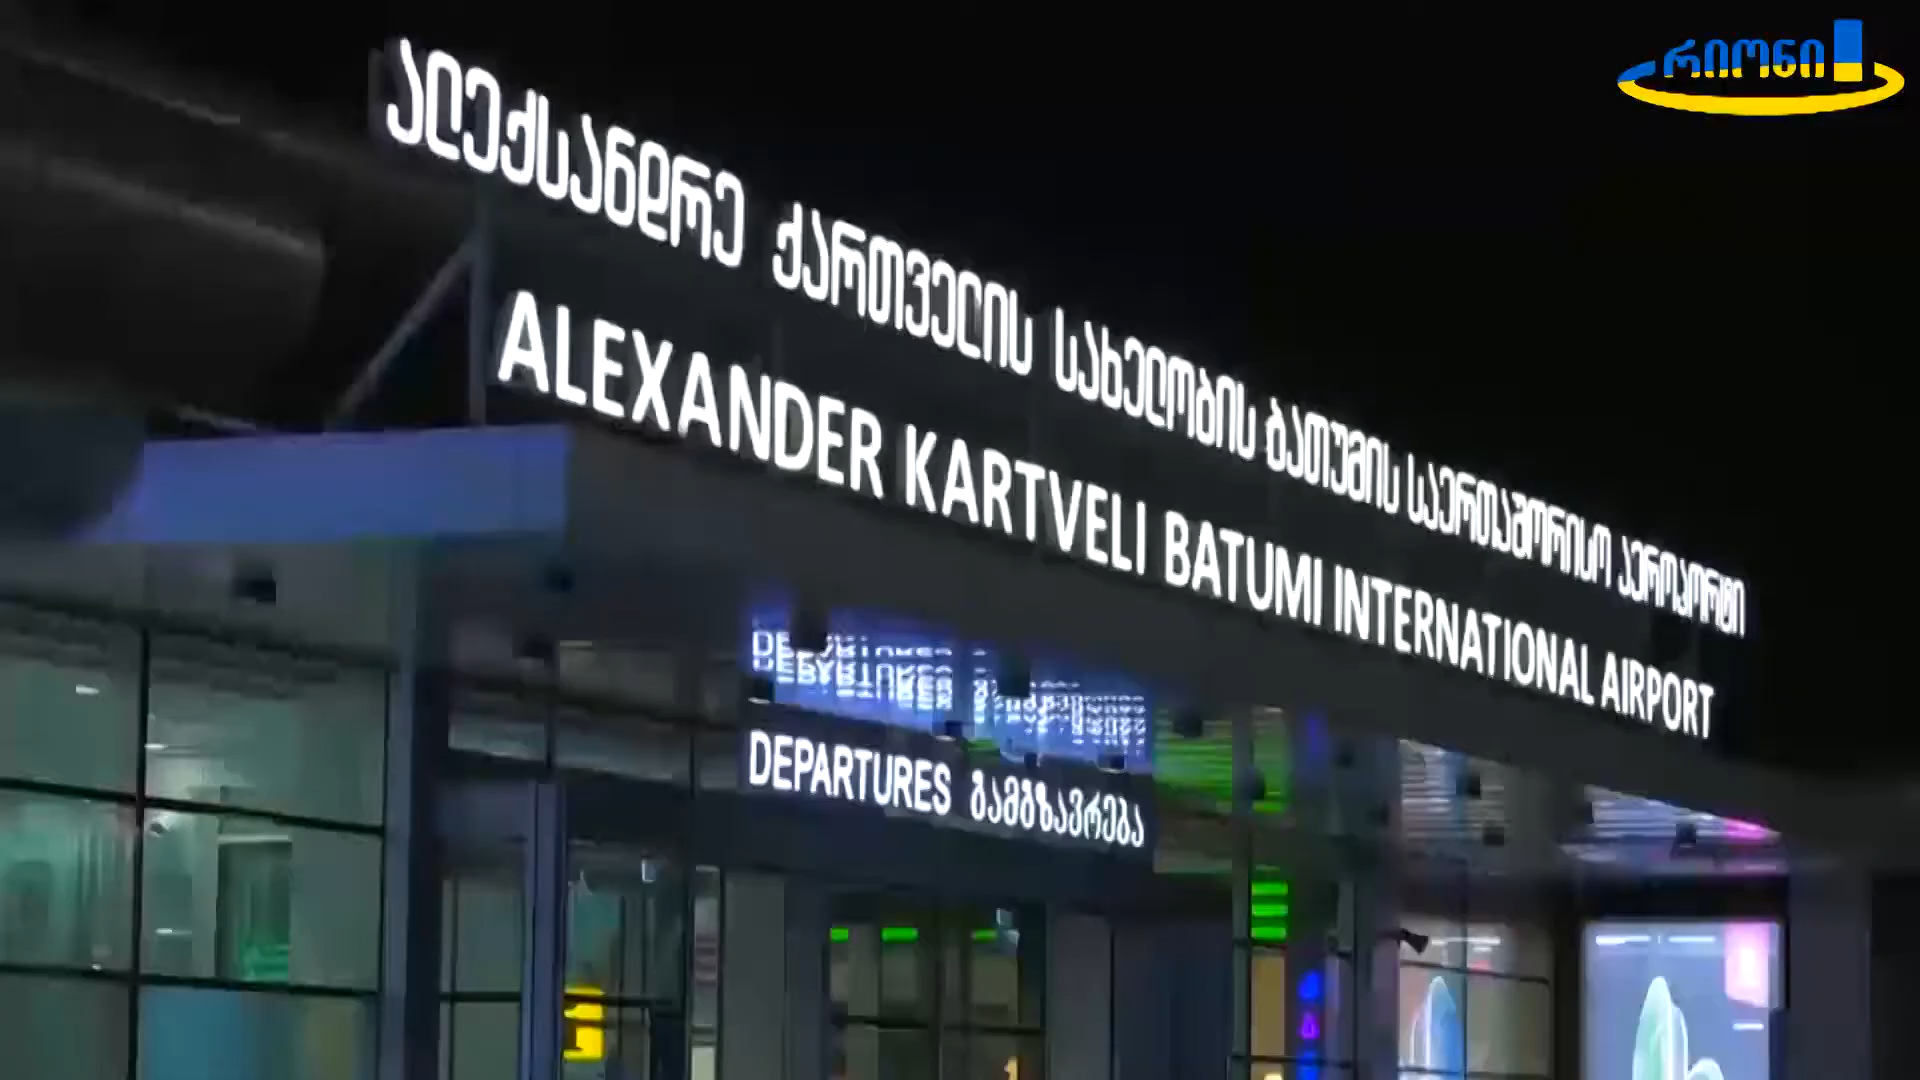 რიონი
ალექსანდრე ქართველის სახელობის ბათუმის საერთაშორისო აეროპორტი
ALEXANDER KARTVELI BATUMI INTERNATIONAL AIRPORT
DEPARTURES გამგზავრება